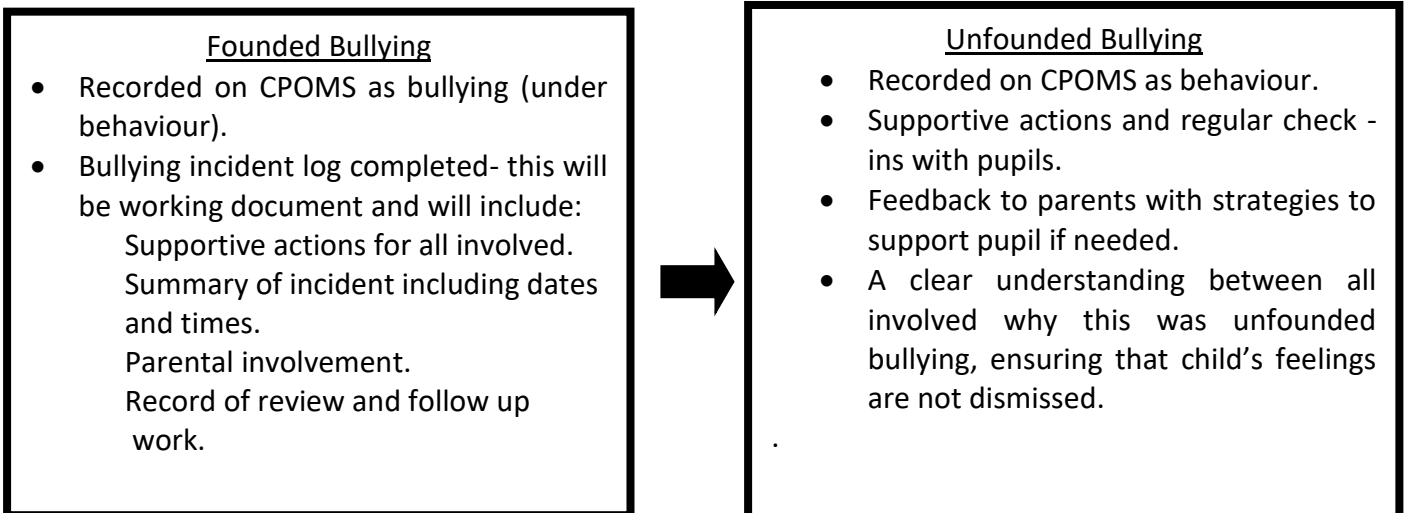 Founded Bullying
• Recorded on CPOMS as bullying (under
behaviour).
• Bullying incident log completed- this will
be working document and will include:
Supportive actions for all involved.
Summary of incident including dates
and times.
Parental involvement.
Record of review and follow up
work.
Unfounded Bullying
• Recorded on CPOMS as behaviour.
• Supportive actions and regular check -
ins with pupils.
• Feedback to parents with strategies to
support pupil if needed.
• A clear understanding between all
involved why this was unfounded
bullying, ensuring that child’s feelings
are not dismissed.
.